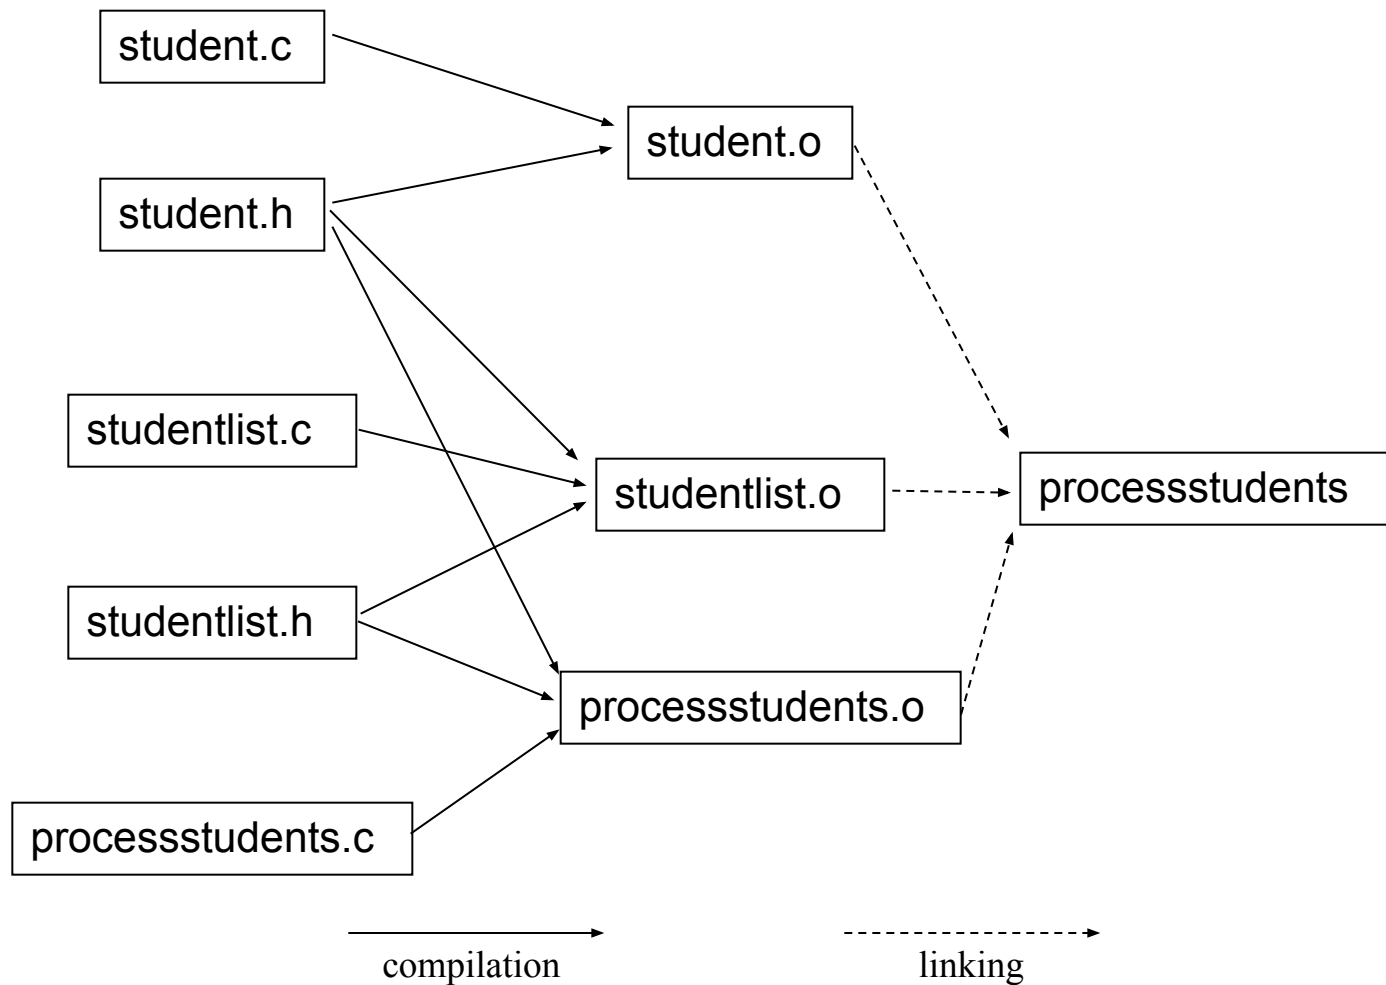 student.c
student.o
student.h
studentlist.c
studentlist.o
processstudents
studentlist.h
processstudents.o
processstudents.c
compilation
linking